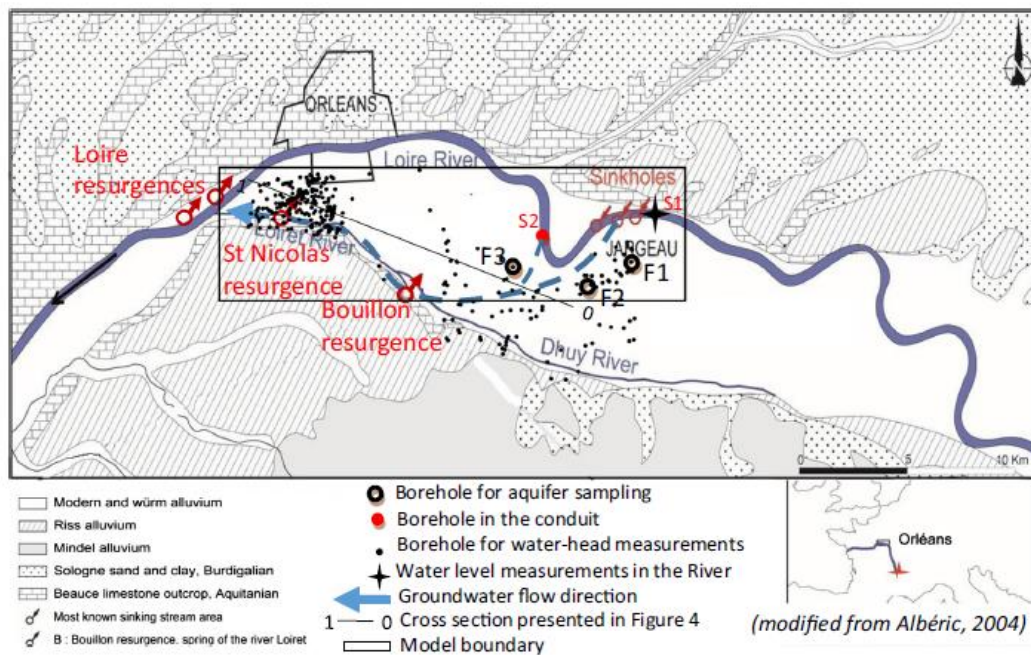 ORLEANS
Loire
resurgences
Loire River
Sinkholes
S1
1
S2
Loiret River
St Nicolas
resurgence
F3
JARGEAU
F1
F2
Bouillon
resurgence
0
Dhuy River
0 5 10 Km
Modern and würm alluvium
Riss alluvium
Mindel alluvium
Sologne sand and clay, Burdigalian
Beauce limestone outcrop, Aquitanian
Most known sinking stream area
B : Bouillon resurgence. spring of the river Loiret
Borehole for aquifer sampling
Borehole in the conduit
Borehole for water-head measurements
Water level measurements in the River
Groundwater flow direction
1 0 Cross section presented in Figure 4
Model boundary
Orléans
(modified from Albéric, 2004)